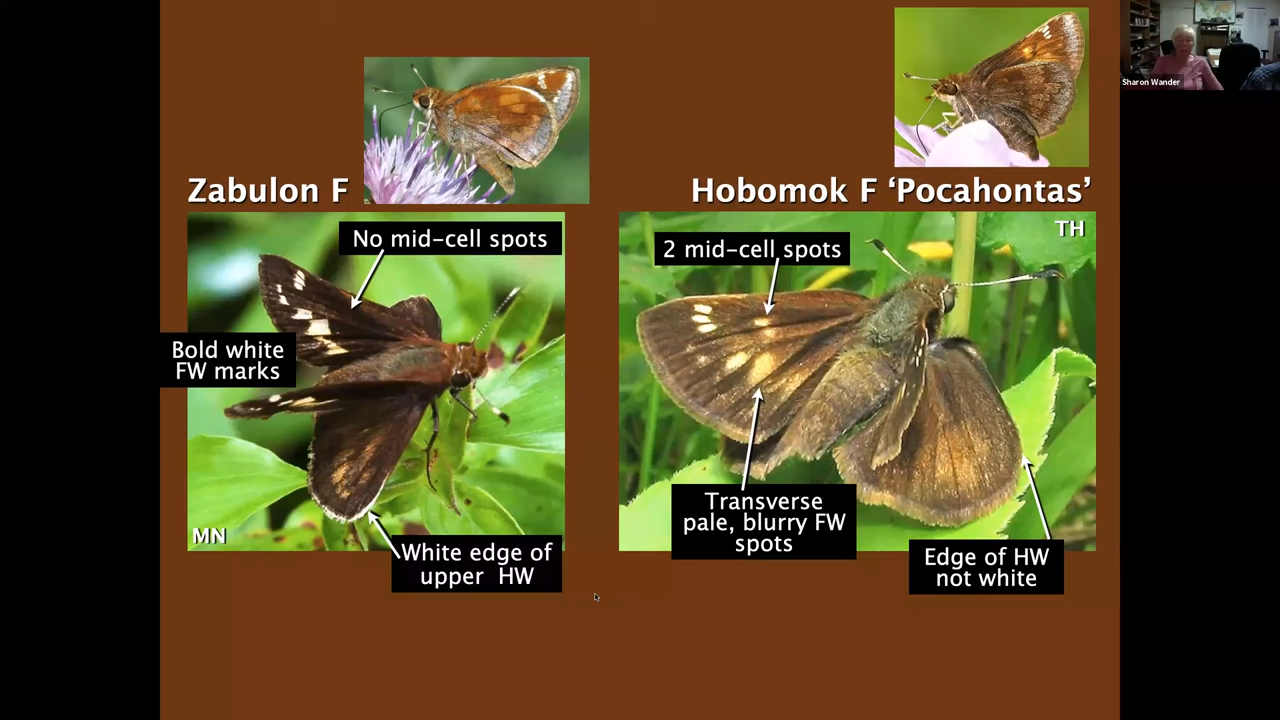 Sharon Wander
Zabulon F
Hobomok F ‘Pocahontas’
No mid-cell spots
Bold white
FW marks
White edge of
upper HW
MN
TH
2 mid-cell spots
Transverse
pale, blurry FW
spots
Edge of HW
not white